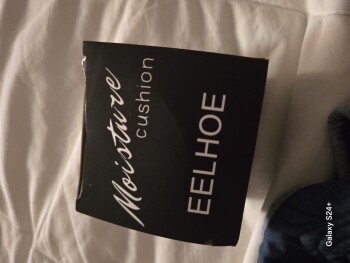 Moisture
cushion
EELHOE
Galaxy S24+